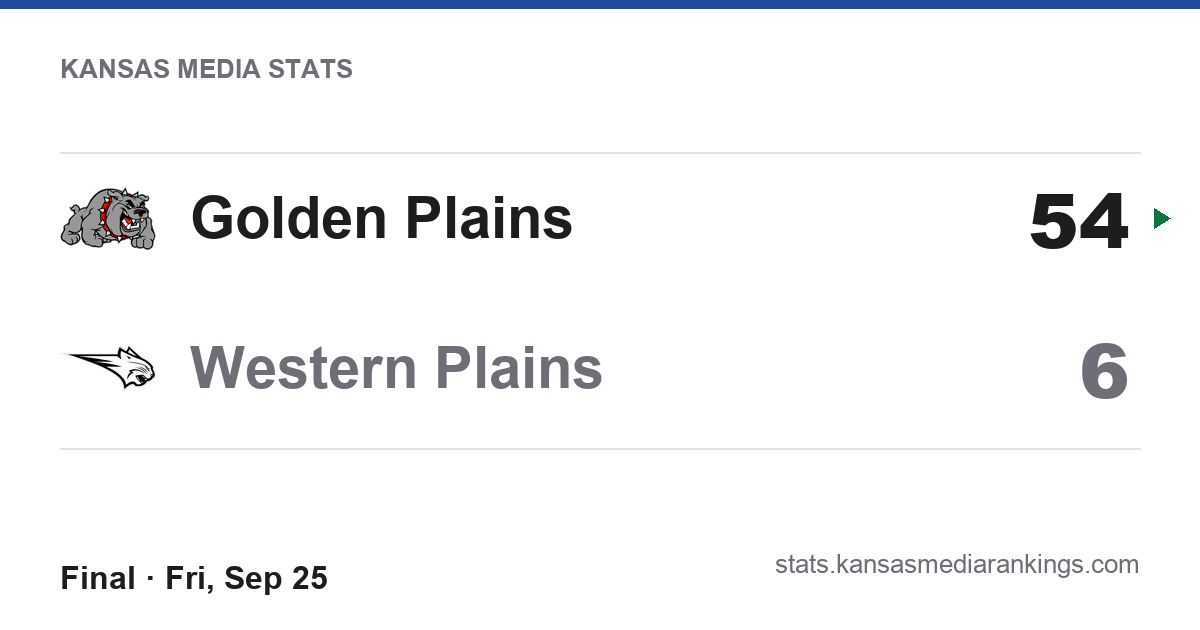 KANSAS MEDIA STATS
Golden Plains 54
Western Plains 6
Final · Fri, Sep 25
stats.kansasmediarankings.com